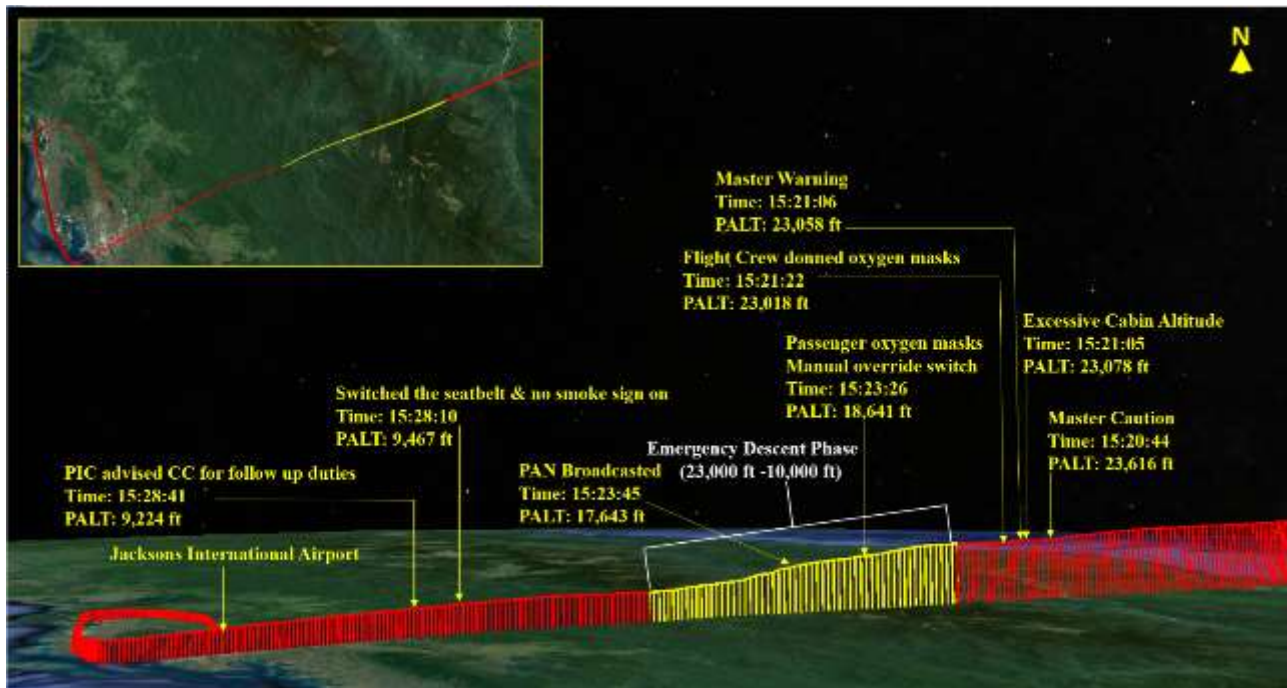 N
Master Warning
Time: 15:21:06
PALT: 23,058 ft
Flight Crew donned oxygen masks
Time: 15:21:22
PALT: 23,018 ft
Excessive Cabin Altitude
Time: 15:21:05
PALT: 23,078 ft
Passenger oxygen masks
Manual override switch
Time: 15:23:26
PALT: 18,641 ft
Switched the seatbelt & no smoke sign on
Time: 15:28:10
PALT: 9,467 ft
Master Caution
Time: 15:20:44
PALT: 23,616 ft
Emergency Descent Phase
(23,000 ft -10,000 ft)
PIC advised CC for follow up duties
Time: 15:28:41
PALT: 9,224 ft
PAN Broadcasted
Time: 15:23:45
PALT: 17,643 ft
Jacksons International Airport